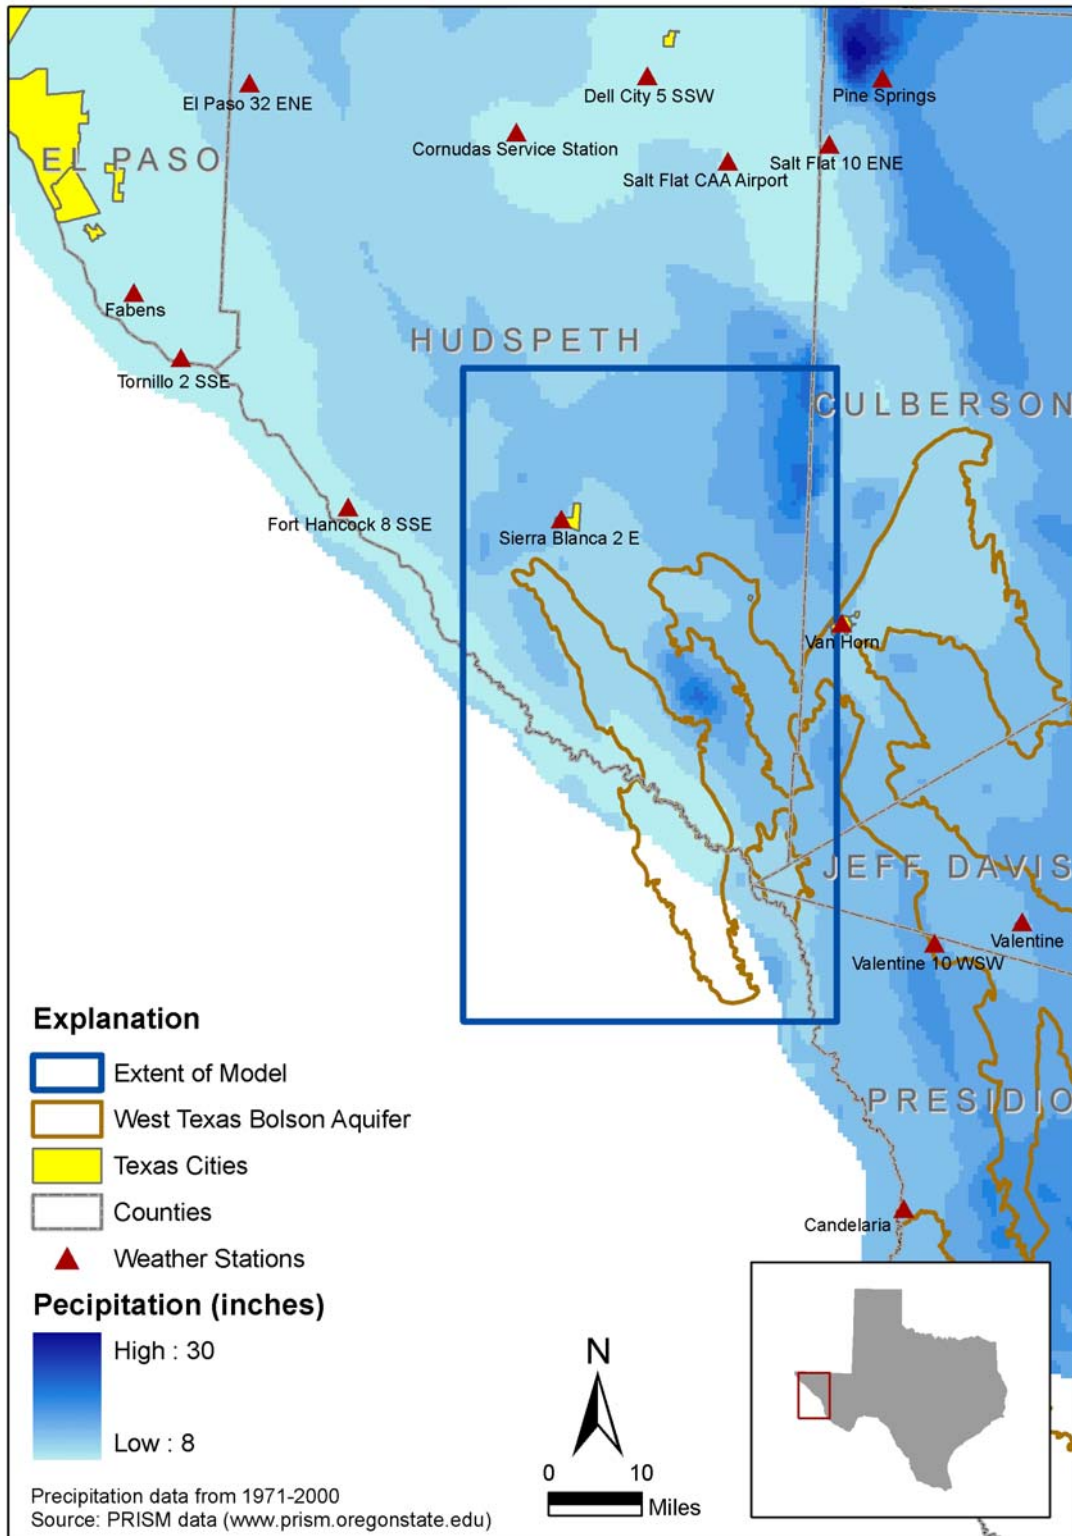 El Paso 32 ENE
Dell City 5 SSW
Pine Springs
Cornudas Service Station
EL PASO
Salt Flat CAA Airport
Salt Flat 10 ENE
Fabens
HUDSPETH
Tornillo 2 SSE
CULBERSON
Fort Hancock 8 SSE
Sierra Blanca 2 E
Van Horn
JEFF DAVIS
Valentine
Valentine 10 WSW
PRESIDIO
Candelaria
Explanation
Extent of Model
West Texas Bolson Aquifer
Texas Cities
Counties
Weather Stations
Pecipitation (inches)
High : 30
Low : 8
N
0 10
Miles
Precipitation data from 1971-2000
Source: PRISM data (www.prism.oregonstate.edu)